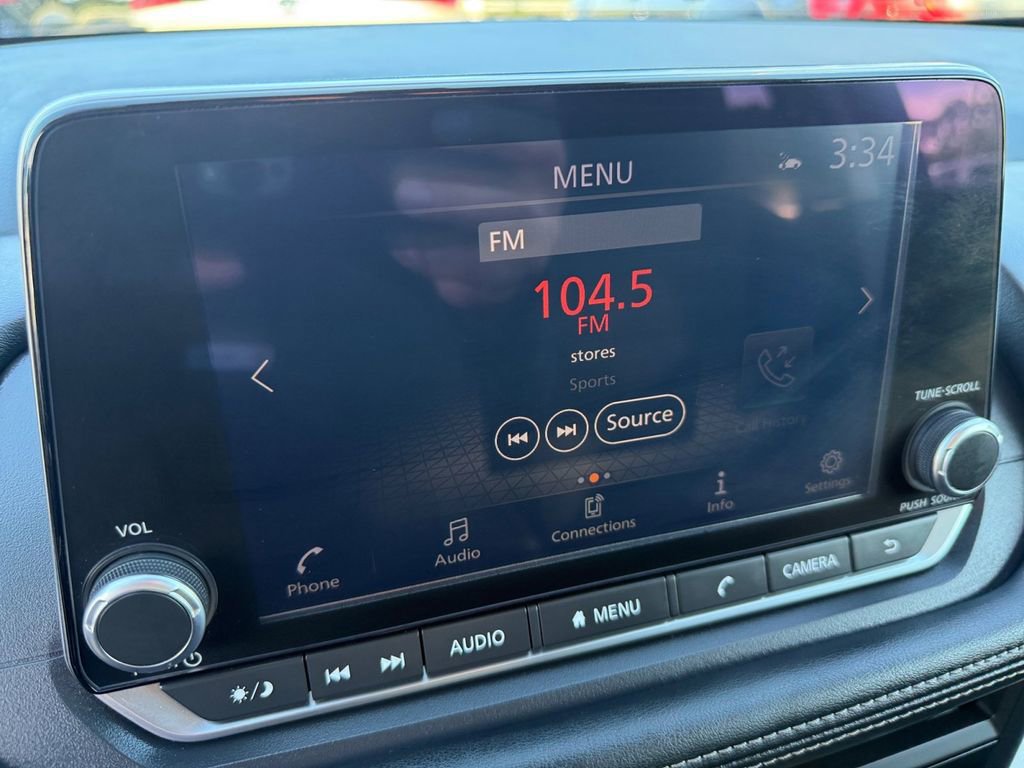 MENU
3:34
FM
104.5
FM
stores
Sports
Source
Call History
Phone
Audio
Connections
Info
Settings
VOL
TUNE·SCROLL
PUSH SOUN
AUDIO
MENU
CAMERA